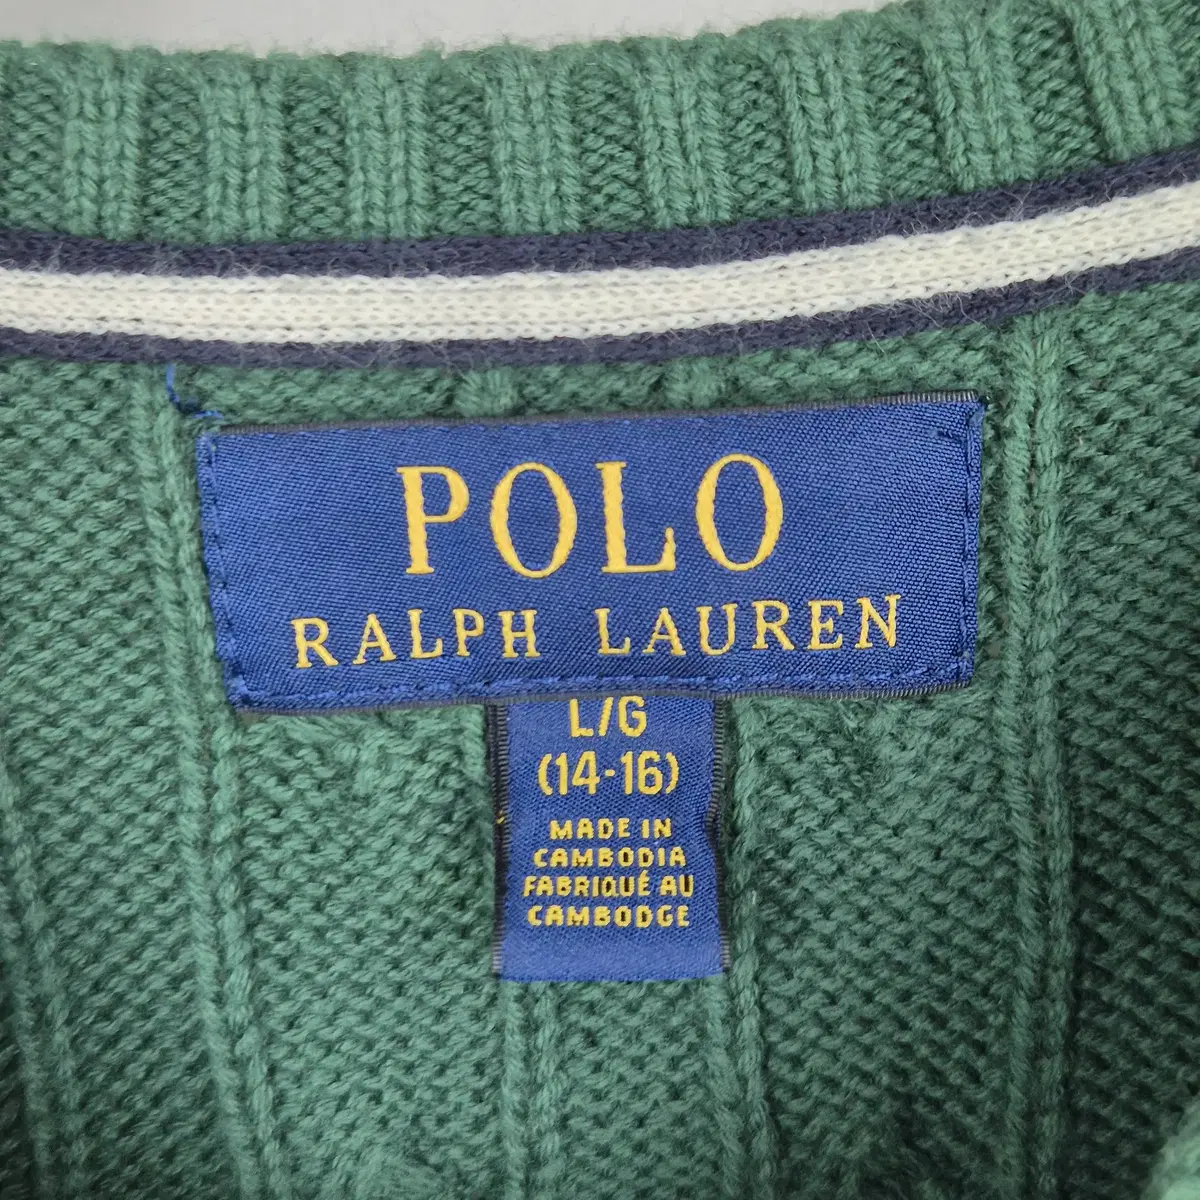 POLO
RALPH LAUREN
L/G
(14-16)
MADE IN
CAMBODIA
FABRIQUÉ AU
CAMBODGE